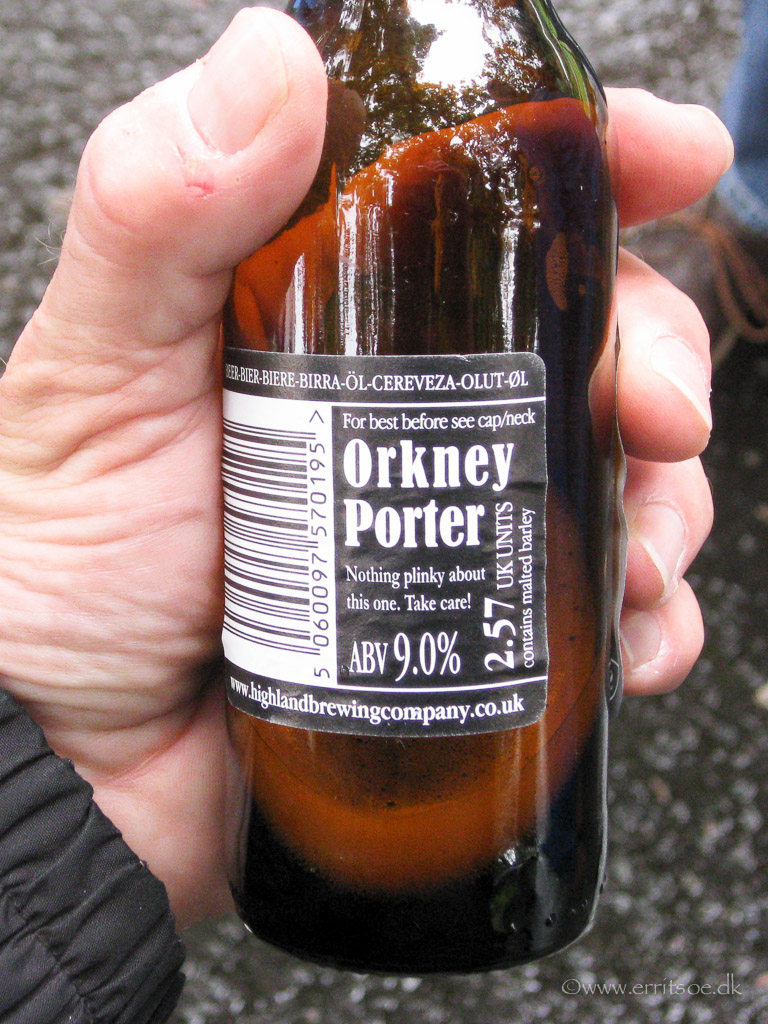 BEER-BIER-BIERE-BIRRA-ÖL-CEREVEZA-OLUT-ØL
For best before see cap/neck
Orkney
Porter
Nothing plinky about
this one. Take care!
ABV 9.0%
2.57 UK UNITS
contains malted barley
5 060097 570195 >
www.highlandbrewingcompany.co.uk
©www.erritsoe.dk